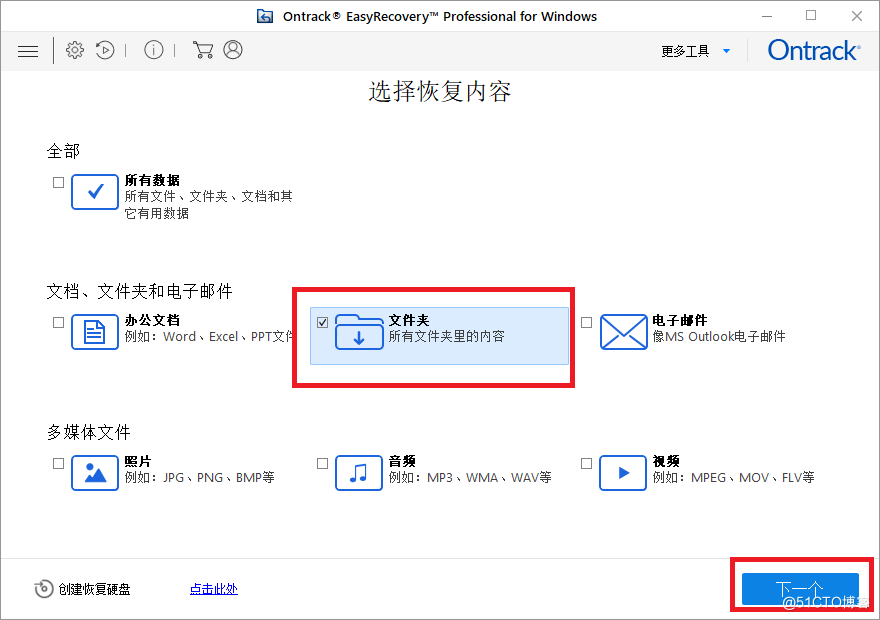 Ontrack® EasyRecovery™ Professional for Windows
更多工具
Ontrack®
选择恢复内容
全部
所有数据
所有文件、文件夹、文档和其
它有用数据
文档、文件夹和电子邮件
办公文档
例如：Word、Excel、PPT文件
文件夹
所有文件夹里的内容
电子邮件
像MS Outlook电子邮件
多媒体文件
照片
例如：JPG、PNG、BMP等
音频
例如：MP3、WMA、WAV等
视频
例如：MPEG、MOV、FLV等
创建恢复硬盘
点击此处
下一个
@51CTO博客